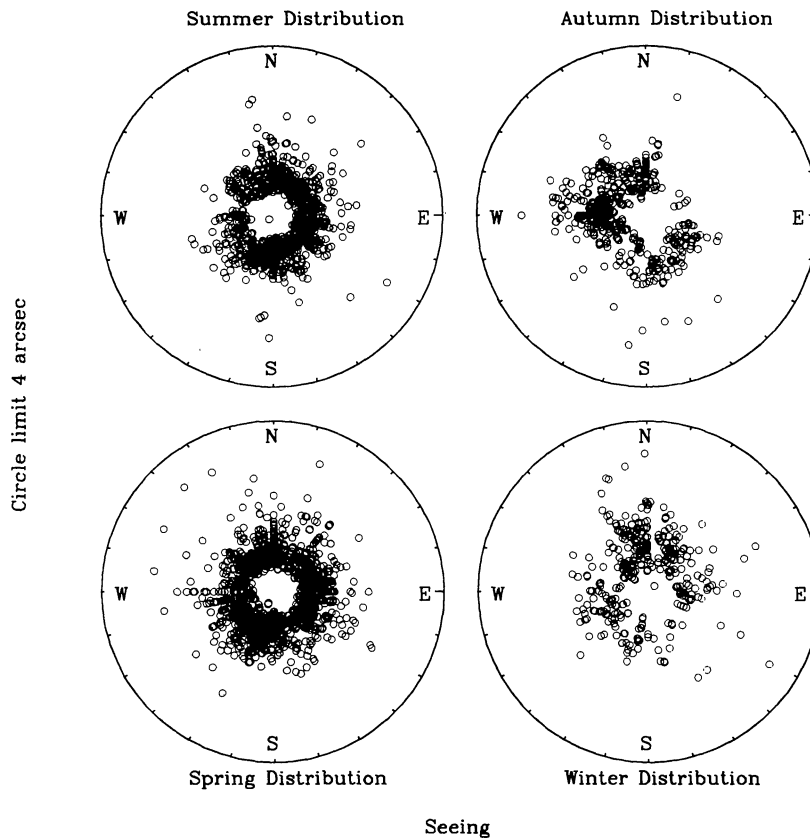 Summer Distribution
Autumn Distribution
N
N
W
E
W
E
S
S
Circle limit 4 arcsec
N
N
W
E
W
E
S
S
Spring Distribution
Winter Distribution
Seeing